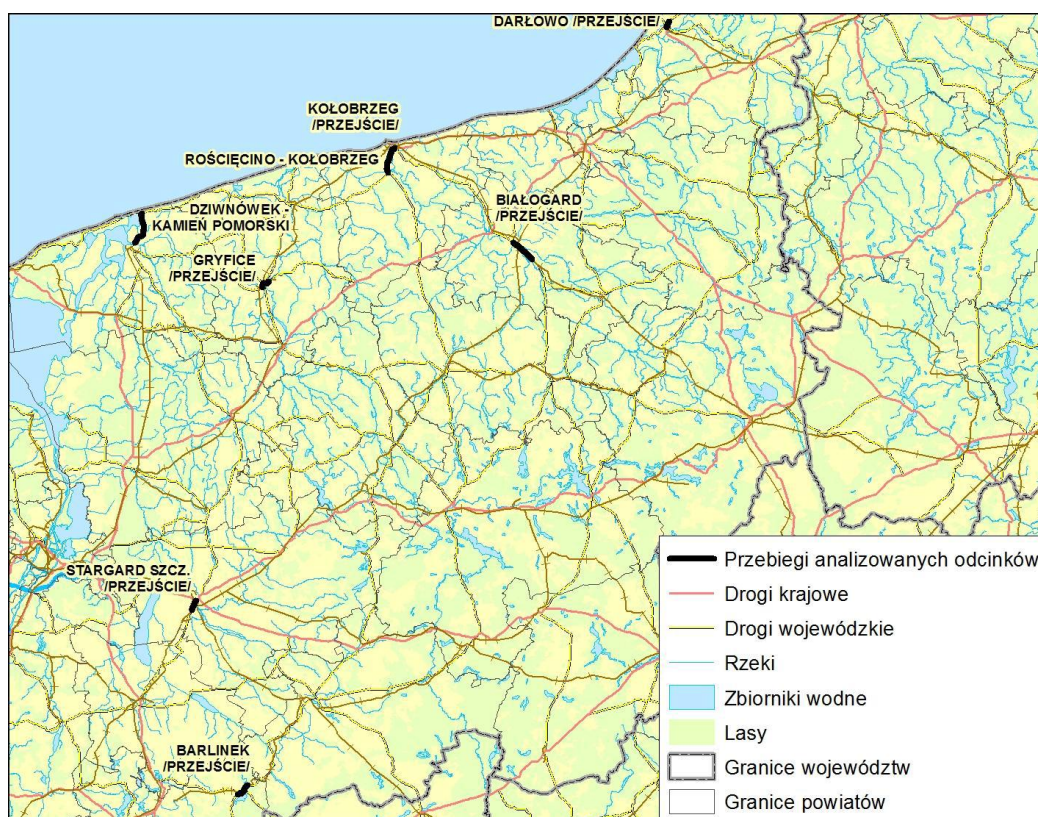 DARŁOWO /PRZEJŚCIE/
KOŁOBRZEG
/PRZEJŚCIE/
ROŚCIĘCINO - KOŁOBRZEG
DZIWNÓWEK -
KAMIEŃ POMORSKI
BIAŁOGARD
/PRZEJŚCIE/
GRYFICE
/PRZEJŚCIE/
STARGARD SZCZ.
/PRZEJŚCIE/
BARLINEK
/PRZEJŚCIE/
Przebiegi analizowanych odcinków
Drogi krajowe
Drogi wojewódzkie
Rzeki
Zbiorniki wodne
Lasy
Granice województw
Granice powiatów